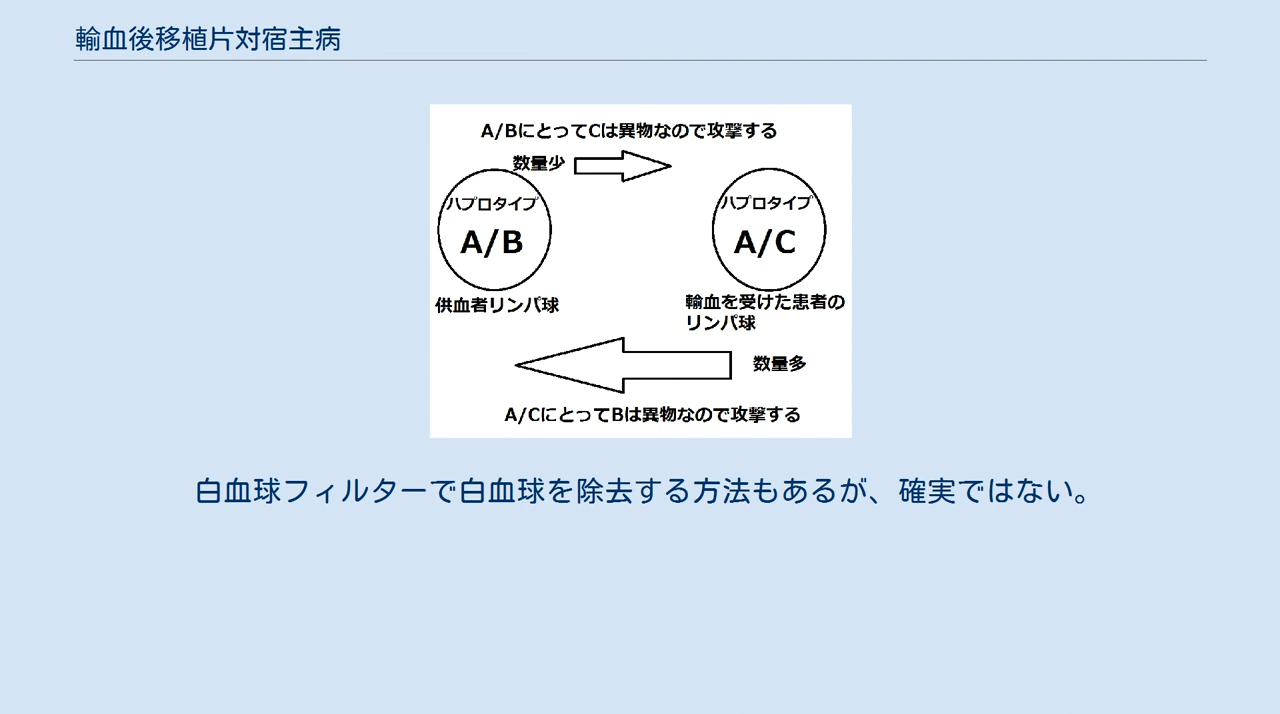 輸血後移植片対宿主病
A/BにとってCは異物なので攻撃する
数量少
ハプロタイプ
A/B
供血者リンパ球
ハプロタイプ
A/C
輸血を受けた患者の
リンパ球
数量多
A/CにとってBは異物なので攻撃する
白血球フィルターで白血球を除去する方法もあるが、確実ではない。